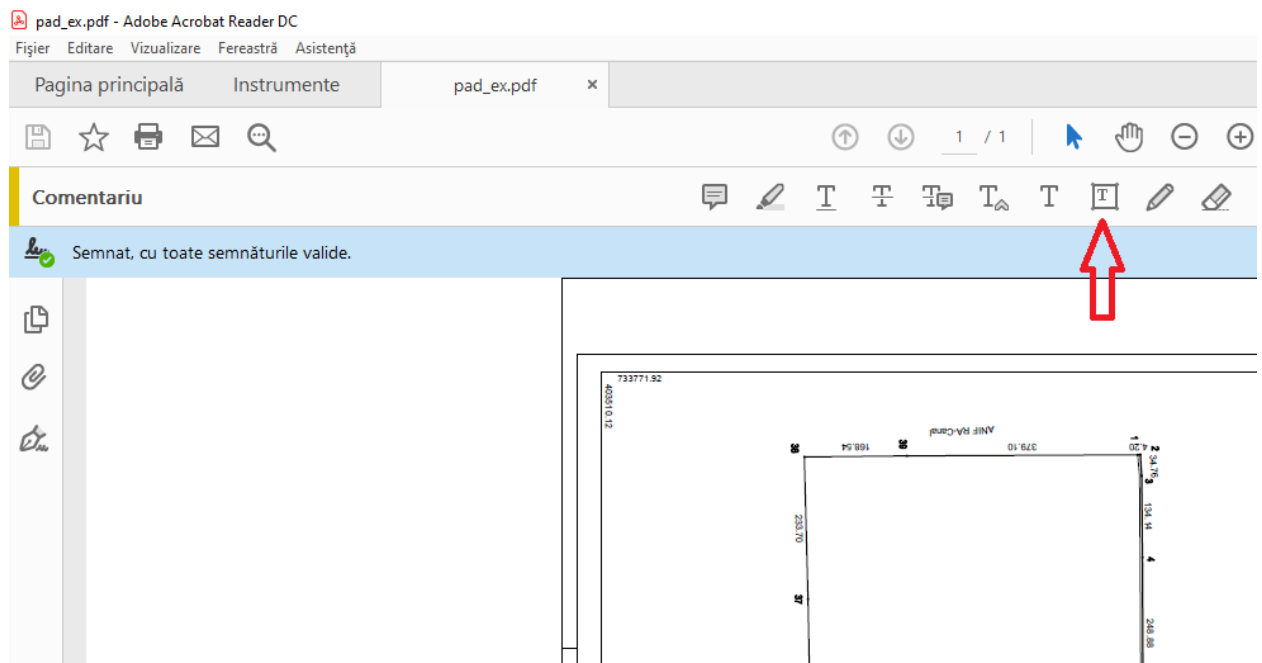 pad_ex.pdf - Adobe Acrobat Reader DC
Fișier Editare Vizualizare Fereastră Asistență
Pagina principală Instrumente pad_ex.pdf ×
1 / 1
Comentariu
Semnat, cu toate semnăturile valide.
733771.92
403510.12
ANIF RA-Canal
38 168.54 39 379.10 1 4.20 2
34.76
3
233.70
134.14
4
37
248.88